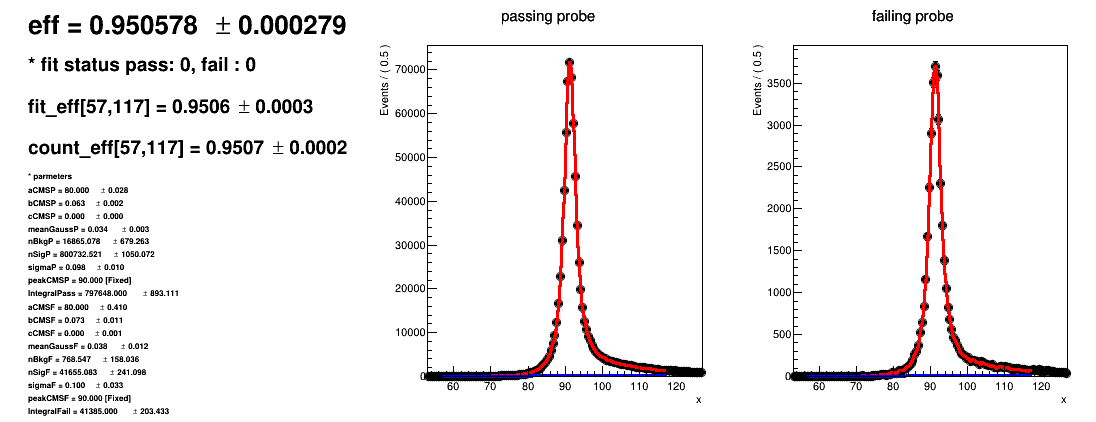 eff = 0.950578 ± 0.000279
* fit status pass: 0, fail : 0
fit_eff[57,117] = 0.9506 ± 0.0003
count_eff[57,117] = 0.9507 ± 0.0002
* parmeters
aCMSP = 80.000 ± 0.028
bCMSP = 0.063 ± 0.002
cCMSP = 0.000 ± 0.000
meanGaussP = 0.034 ± 0.003
nBkgP = 16865.078 ± 679.263
nSigP = 800732.521 ± 1050.072
sigmaP = 0.098 ± 0.010
peakCMSP = 90.000 [Fixed]
IntegralPass = 797648.000 ± 893.111
aCMSF = 80.000 ± 0.410
bCMSF = 0.073 ± 0.011
cCMSF = 0.000 ± 0.001
meanGaussF = 0.038 ± 0.012
nBkgF = 768.547 ± 158.036
nSigF = 41655.083 ± 241.098
sigmaF = 0.100 ± 0.033
peakCMSF = 90.000 [Fixed]
IntegralFail = 41385.000 ± 203.433
passing probe
Events / ( 0.5 )
70000
60000
50000
40000
30000
20000
10000
0
60 70 80 90 100 110 120
x
failing probe
Events / ( 0.5 )
3500
3000
2500
2000
1500
1000
500
0
60 70 80 90 100 110 120
x